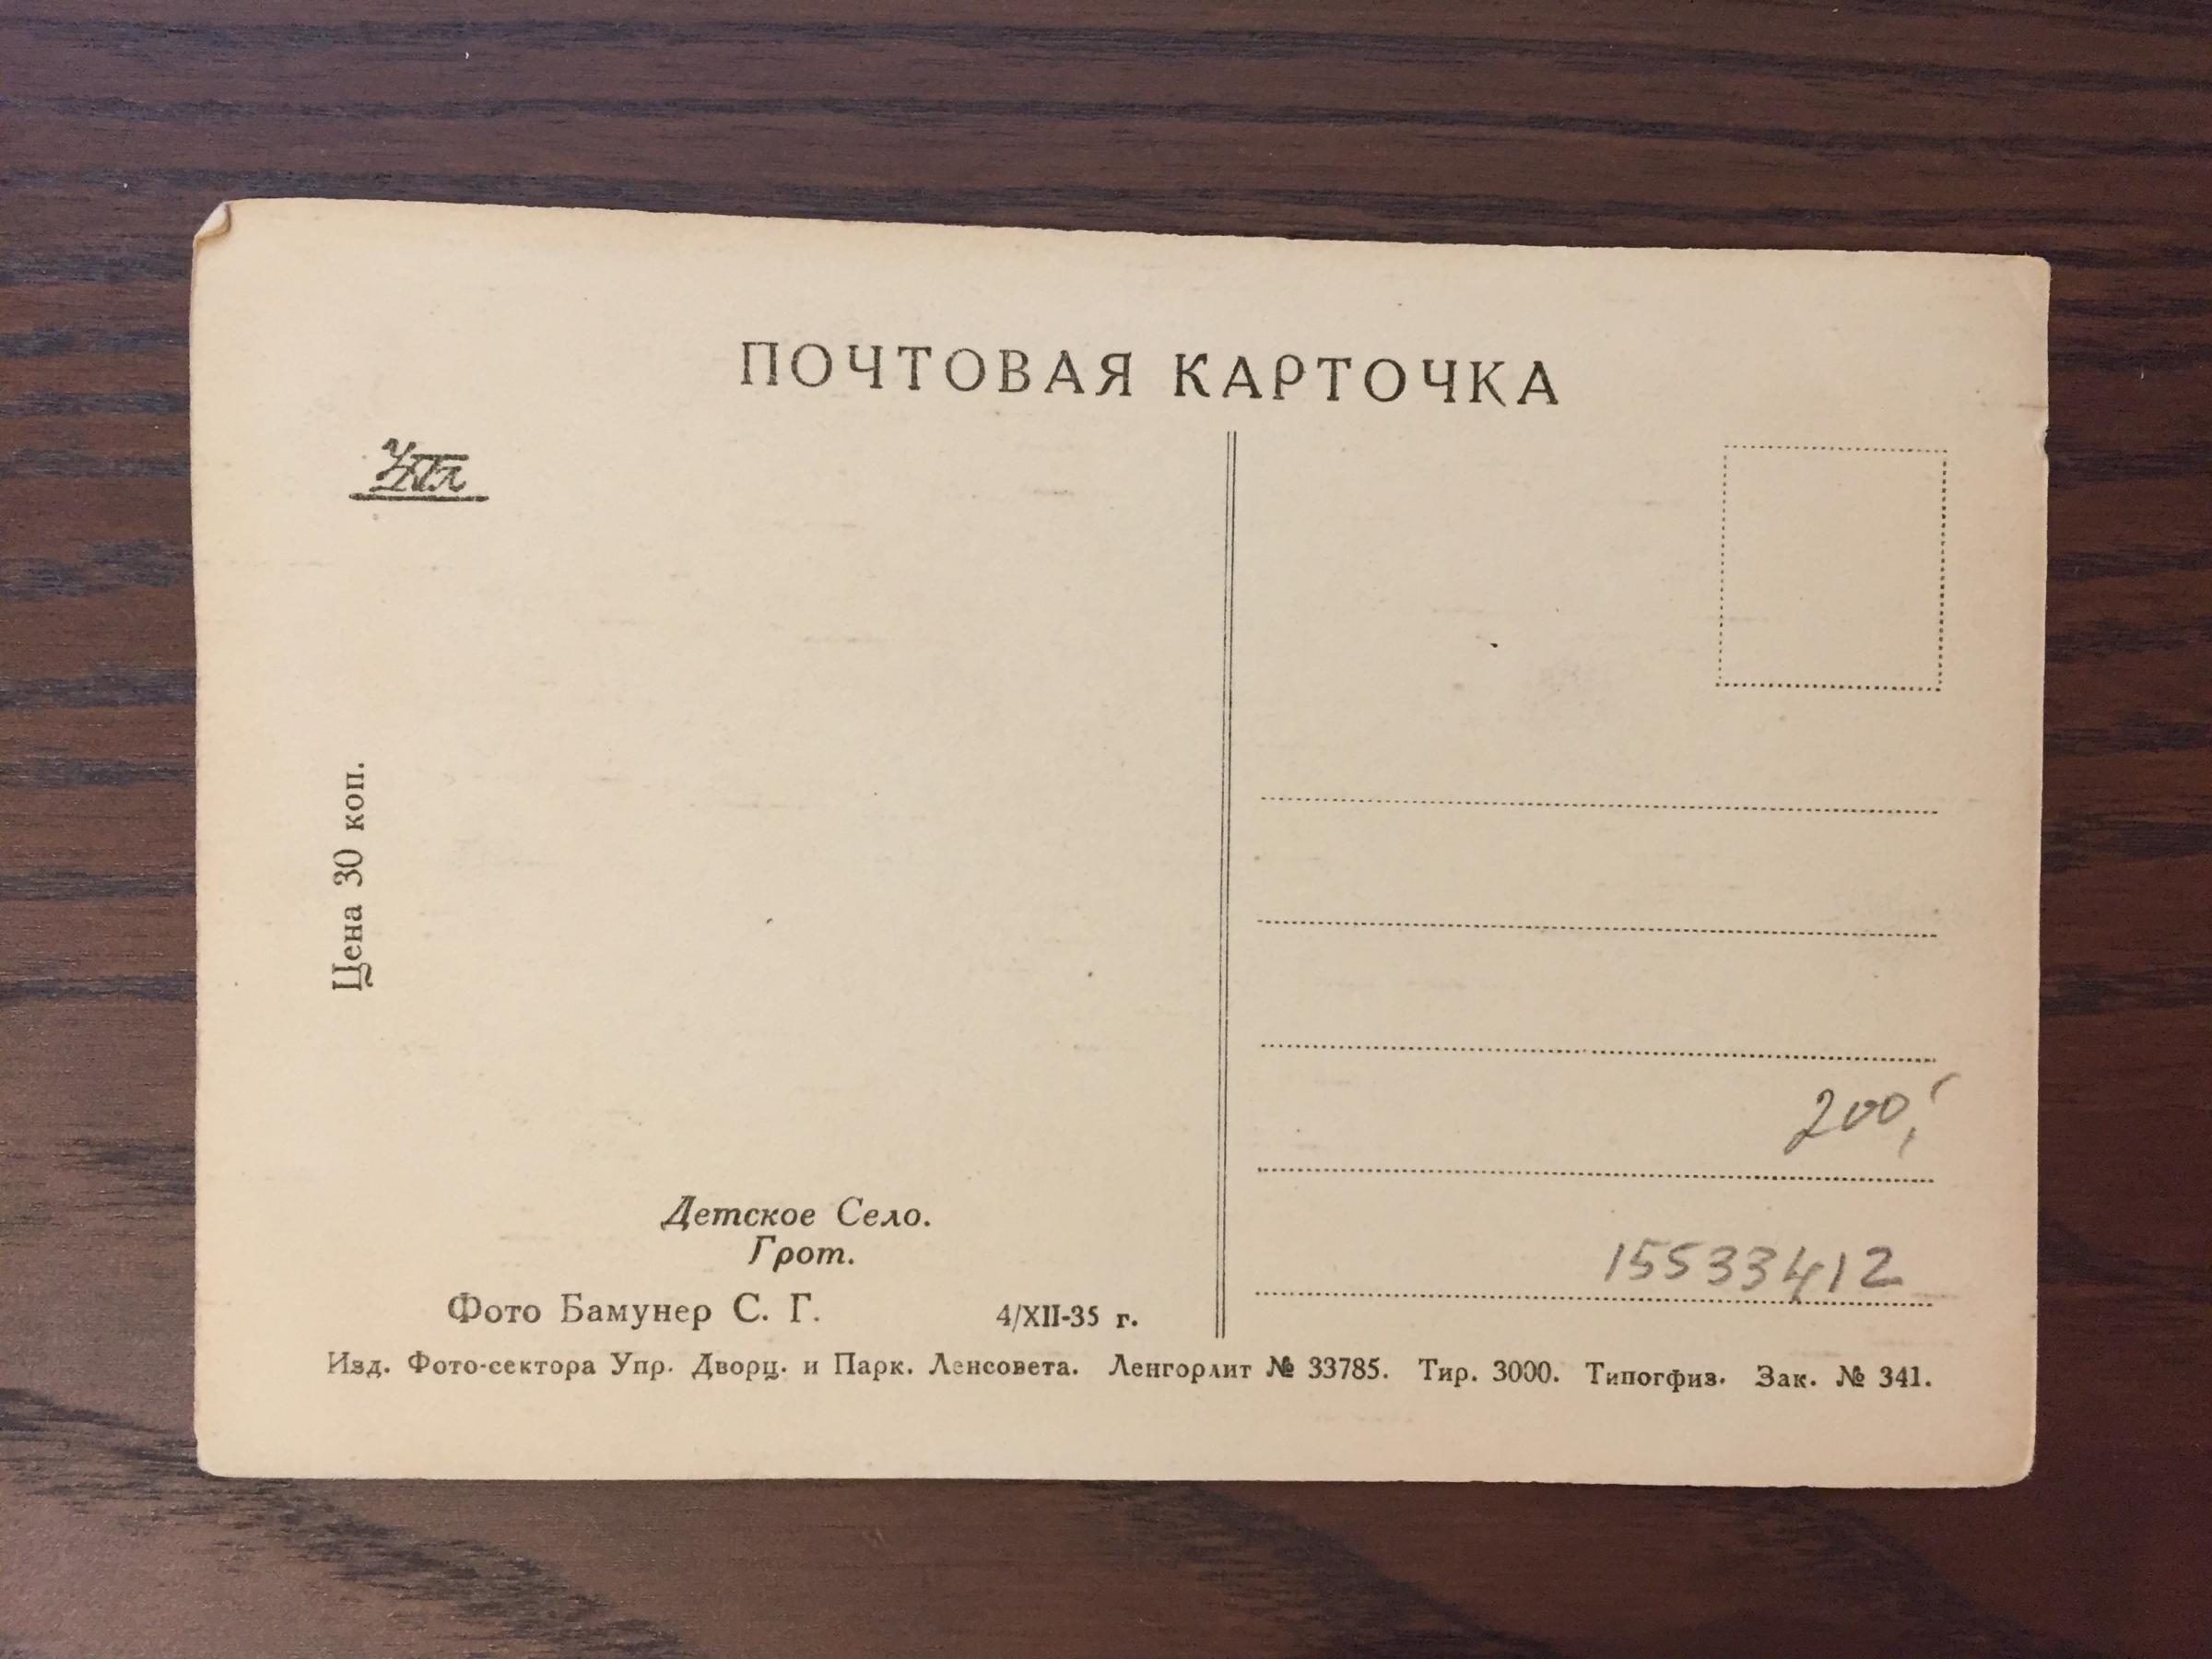 ПОЧТОВАЯ КАРТОЧКА
Цена 30 коп.
200,-
15533412
Детское Село.
Грот.
Фото Бамунер С. Г. 4/XII-35 г.
Изд. Фото-сектора Упр. Дворц. и Парк. Ленсовета. Ленгорлит № 33785. Тир. 3000. Типогфиз. Зак. № 341.